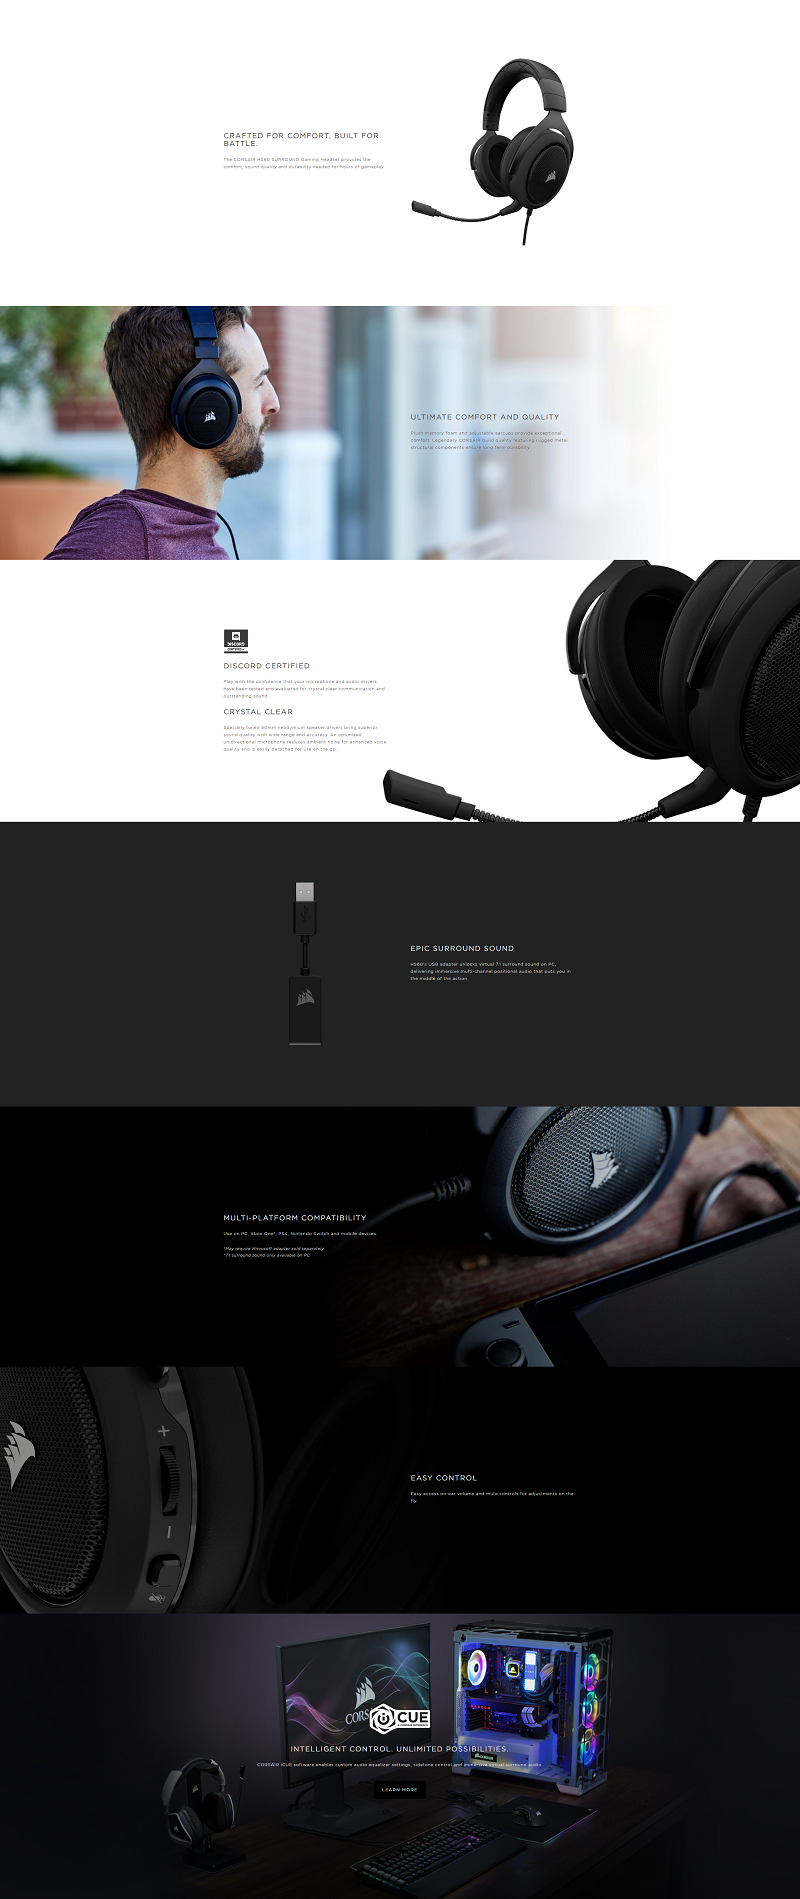 CRAFTED FOR COMFORT, BUILT FOR
BATTLE.
The CORSAIR HS60 SURROUND Gaming Headset provides the
comfort, sound quality and durability needed for hours of gameplay.
ULTIMATE COMFORT AND QUALITY
Plush memory foam and adjustable earcups provide exceptional
comfort. Legendary CORSAIR build quality featuring rugged metal
structural components ensure long term durability.
DISCORD
CERTIFIED
DISCORD CERTIFIED
Play with the confidence that your microphone and audio drivers
have been tested and evaluated for crystal clear communication and
outstanding sound.
CRYSTAL CLEAR
Specially tuned 50mm neodymium speaker drivers bring superior
sound quality with wide range and accuracy. An optimized
unidirectional microphone reduces ambient noise for enhanced voice
quality and is easily detached for use on the go.
EPIC SURROUND SOUND
HS60's USB adapter unlocks virtual 7.1 surround sound on PC,
delivering immersive multi-channel positional audio that puts you in
the middle of the action.
MULTI-PLATFORM COMPATIBILITY
Use on PC, Xbox One*, PS4, Nintendo Switch and mobile devices.
*May require Microsoft adapter sold separately
*7.1 surround sound only available on PC
EASY CONTROL
Easy access on-ear volume and mute controls for adjustments on the
fly.
CORS
iCUE
INTELLIGENT CONTROL. UNLIMITED POSSIBILITIES.
CORSAIR iCUE software enables custom audio equalizer settings, sidetone control and immersive virtual surround audio.
LEARN MORE